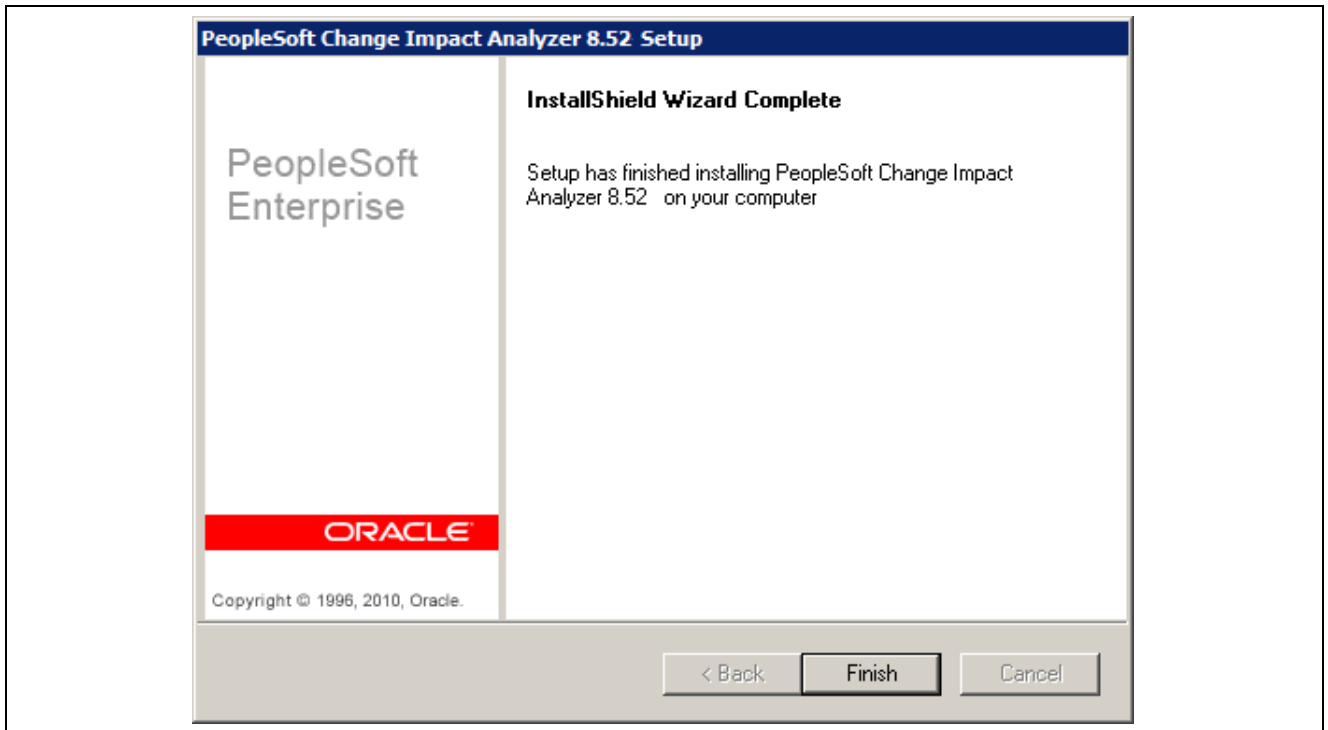 PeopleSoft Change Impact Analyzer 8.52 Setup
InstallShield Wizard Complete
PeopleSoft
Enterprise
Setup has finished installing PeopleSoft Change Impact
Analyzer 8.52 on your computer
ORACLE
Copyright © 1996, 2010, Oracle.
< Back
Finish
Cancel